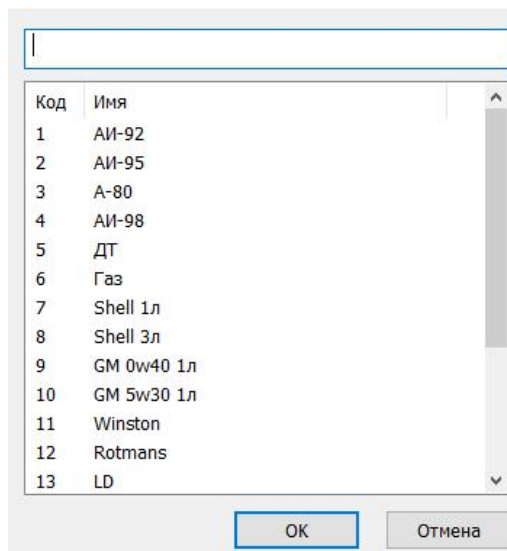 Код Имя
1 АИ-92
2 АИ-95
3 А-80
4 АИ-98
5 ДТ
6 Газ
7 Shell 1л
8 Shell 3л
9 GM 0w40 1л
10 GM 5w30 1л
11 Winston
12 Rotmans
13 LD
OK Отмена